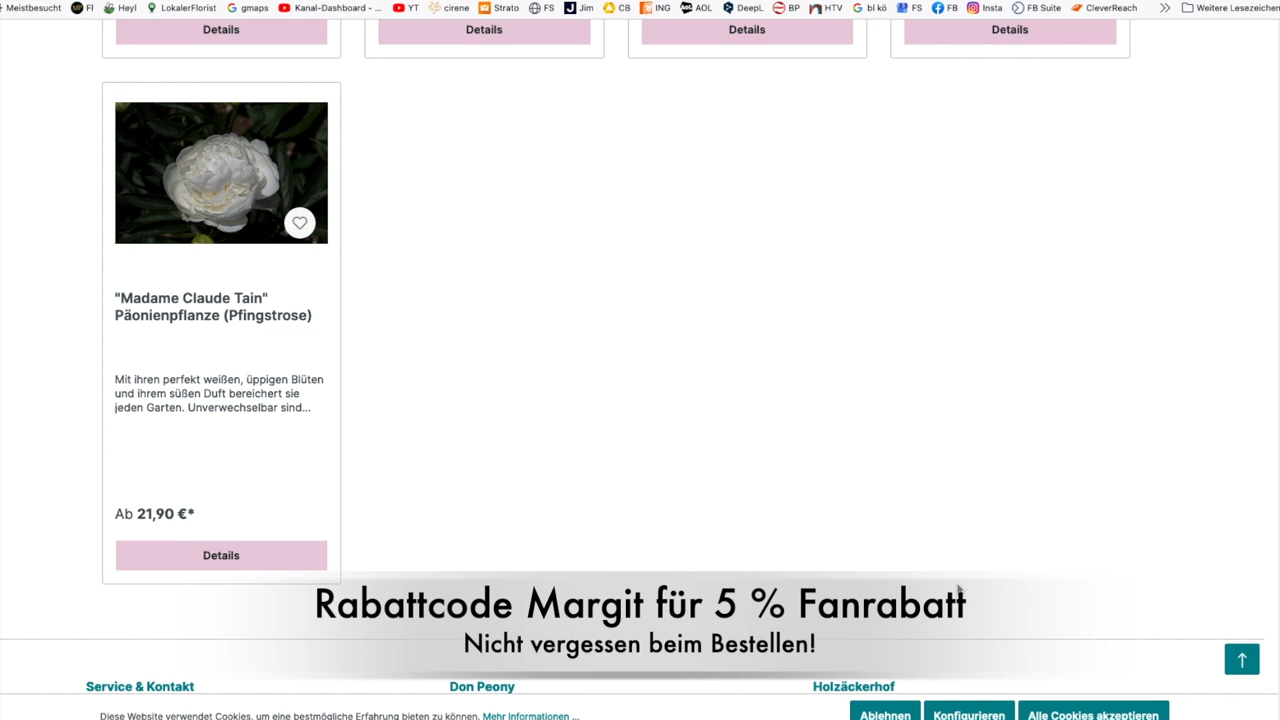 Meistbesucht FI Heyl LokalerFlorist gmaps Kanal-Dashboard - ... YT cirene Strato FS Jim CB ING AOL DeepL BP HTV bl kö FS FB Insta FB Suite CleverReach Weitere Lesezeichen
Details Details Details Details
"Madame Claude Tain"
Päonienpflanze (Pfingstrose)
Mit ihren perfekt weißen, üppigen Blüten
und ihrem süßen Duft bereichert sie
jeden Garten. Unverwechselbar sind...
Ab 21,90 €*
Details
Rabattcode Margit für 5 % Fanrabatt
Nicht vergessen beim Bestellen!
Service & Kontakt Don Peony Holzäckerhof
Diese Website verwendet Cookies, um eine bestmögliche Erfahrung bieten zu können. Mehr Informationen ... Ablehnen Konfigurieren Alle Cookies akzeptieren